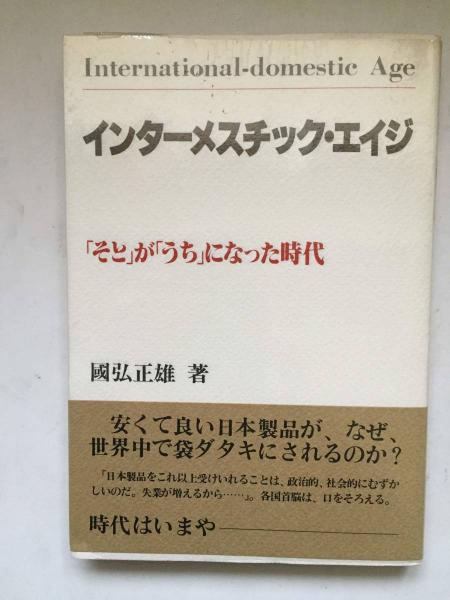 International-domestic Age
インターメスチック・エイジ
「そと」が「うち」になった時代
國弘正雄 著
安くて良い日本製品が、なぜ、
世界中で袋ダタキにされるのか?
「日本製品をこれ以上受けいれることは、政治的、社会的にむずか
しいのだ。失業が増えるから……」。各国首脳は、口をそろえる。
時代はいまや———